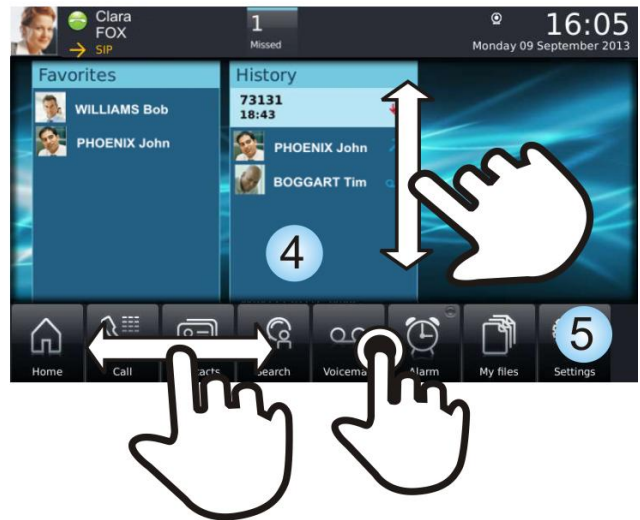 Clara
FOX
SIP
1
Missed
16:05
Monday 09 September 2013
Favorites
WILLIAMS Bob
PHOENIX John
History
73131
18:43
PHOENIX John
BOGGART Tim
4
5
Home
Call
Alarm
My files
Settings